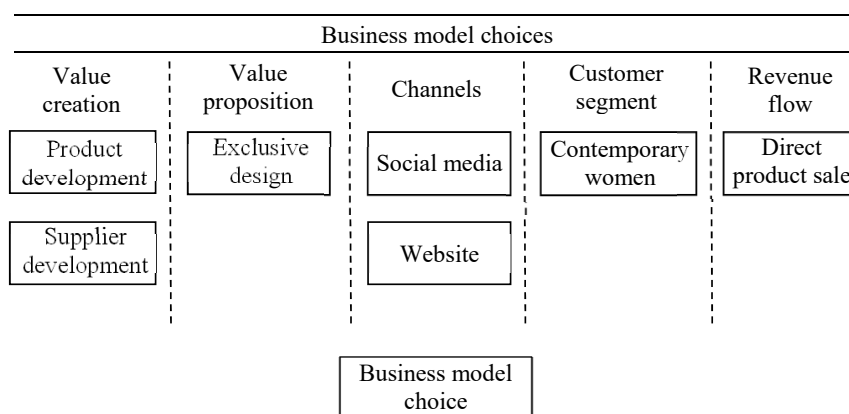 Business model choices
Value
creation
Value
proposition
Channels
Customer
segment
Revenue
flow
Product
development
Exclusive
design
Social media
Contemporary
women
Direct
product sale
Supplier
development
Website
Business model
choice